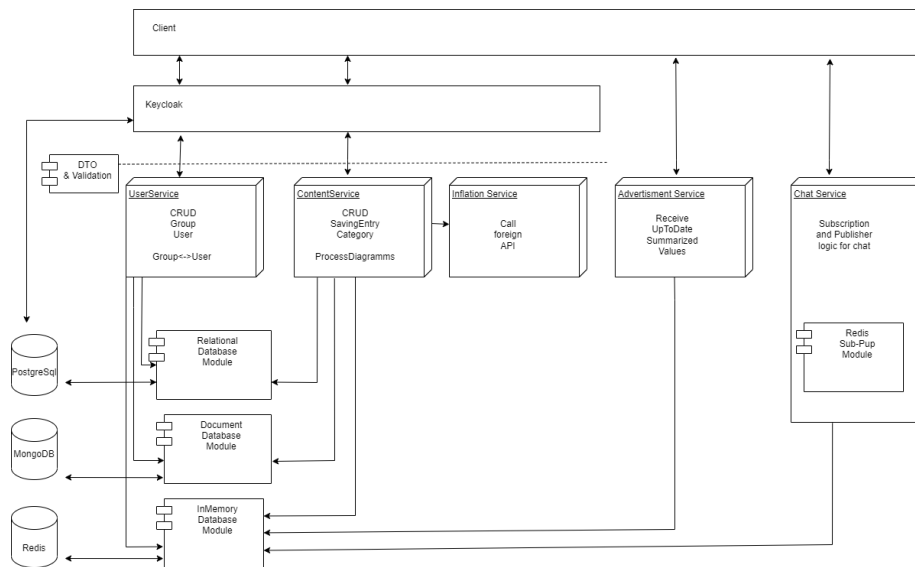 Client
Keycloak
DTO
& Validation
UserService
CRUD
Group
User
Group<->User
ContentService
CRUD
SavingEntry
Category
ProcessDiagramms
Inflation Service
Call
foreign
API
Advertisment Service
Receive
UpToDate
Summarized
Values
Chat Service
Subscription
and Publisher
logic for chat
Redis
Sub-Pup
Module
PostgreSql
Relational
Database
Module
MongoDB
Document
Database
Module
Redis
InMemory
Database
Module